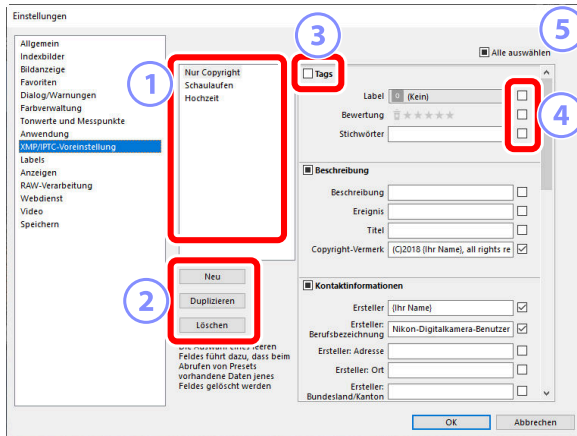 Einstellungen
Allgemein
Indexbilder
Bildanzeige
Favoriten
Dialog/Warnungen
Farbverwaltung
Tonwerte und Messpunkte
Anwendung
XMP/IPTC-Voreinstellung
Labels
Anzeigen
RAW-Verarbeitung
Webdienst
Video
Speichern
1
Nur Copyright
Schaulaufen
Hochzeit
2
Neu
Duplizieren
Löschen
Die Auswahl eines leeren
Feldes führt dazu, dass beim
Abrufen von Presets
vorhandene Daten jenes
Feldes gelöscht werden
3
5
Alle auswählen
Tags
4
Label 0 (Kein)
Bewertung
Stichwörter
Beschreibung
Beschreibung
Ereignis
Titel
Copyright-Vermerk (C)2018 (Ihr Name), all rights re
Kontaktinformationen
Ersteller (Ihr Name)
Ersteller:
Berufsbezeichnung Nikon-Digitalkamera-Benutzer
Ersteller: Adresse
Ersteller: Ort
Ersteller:
Bundesland/Kanton
OK Abbrechen